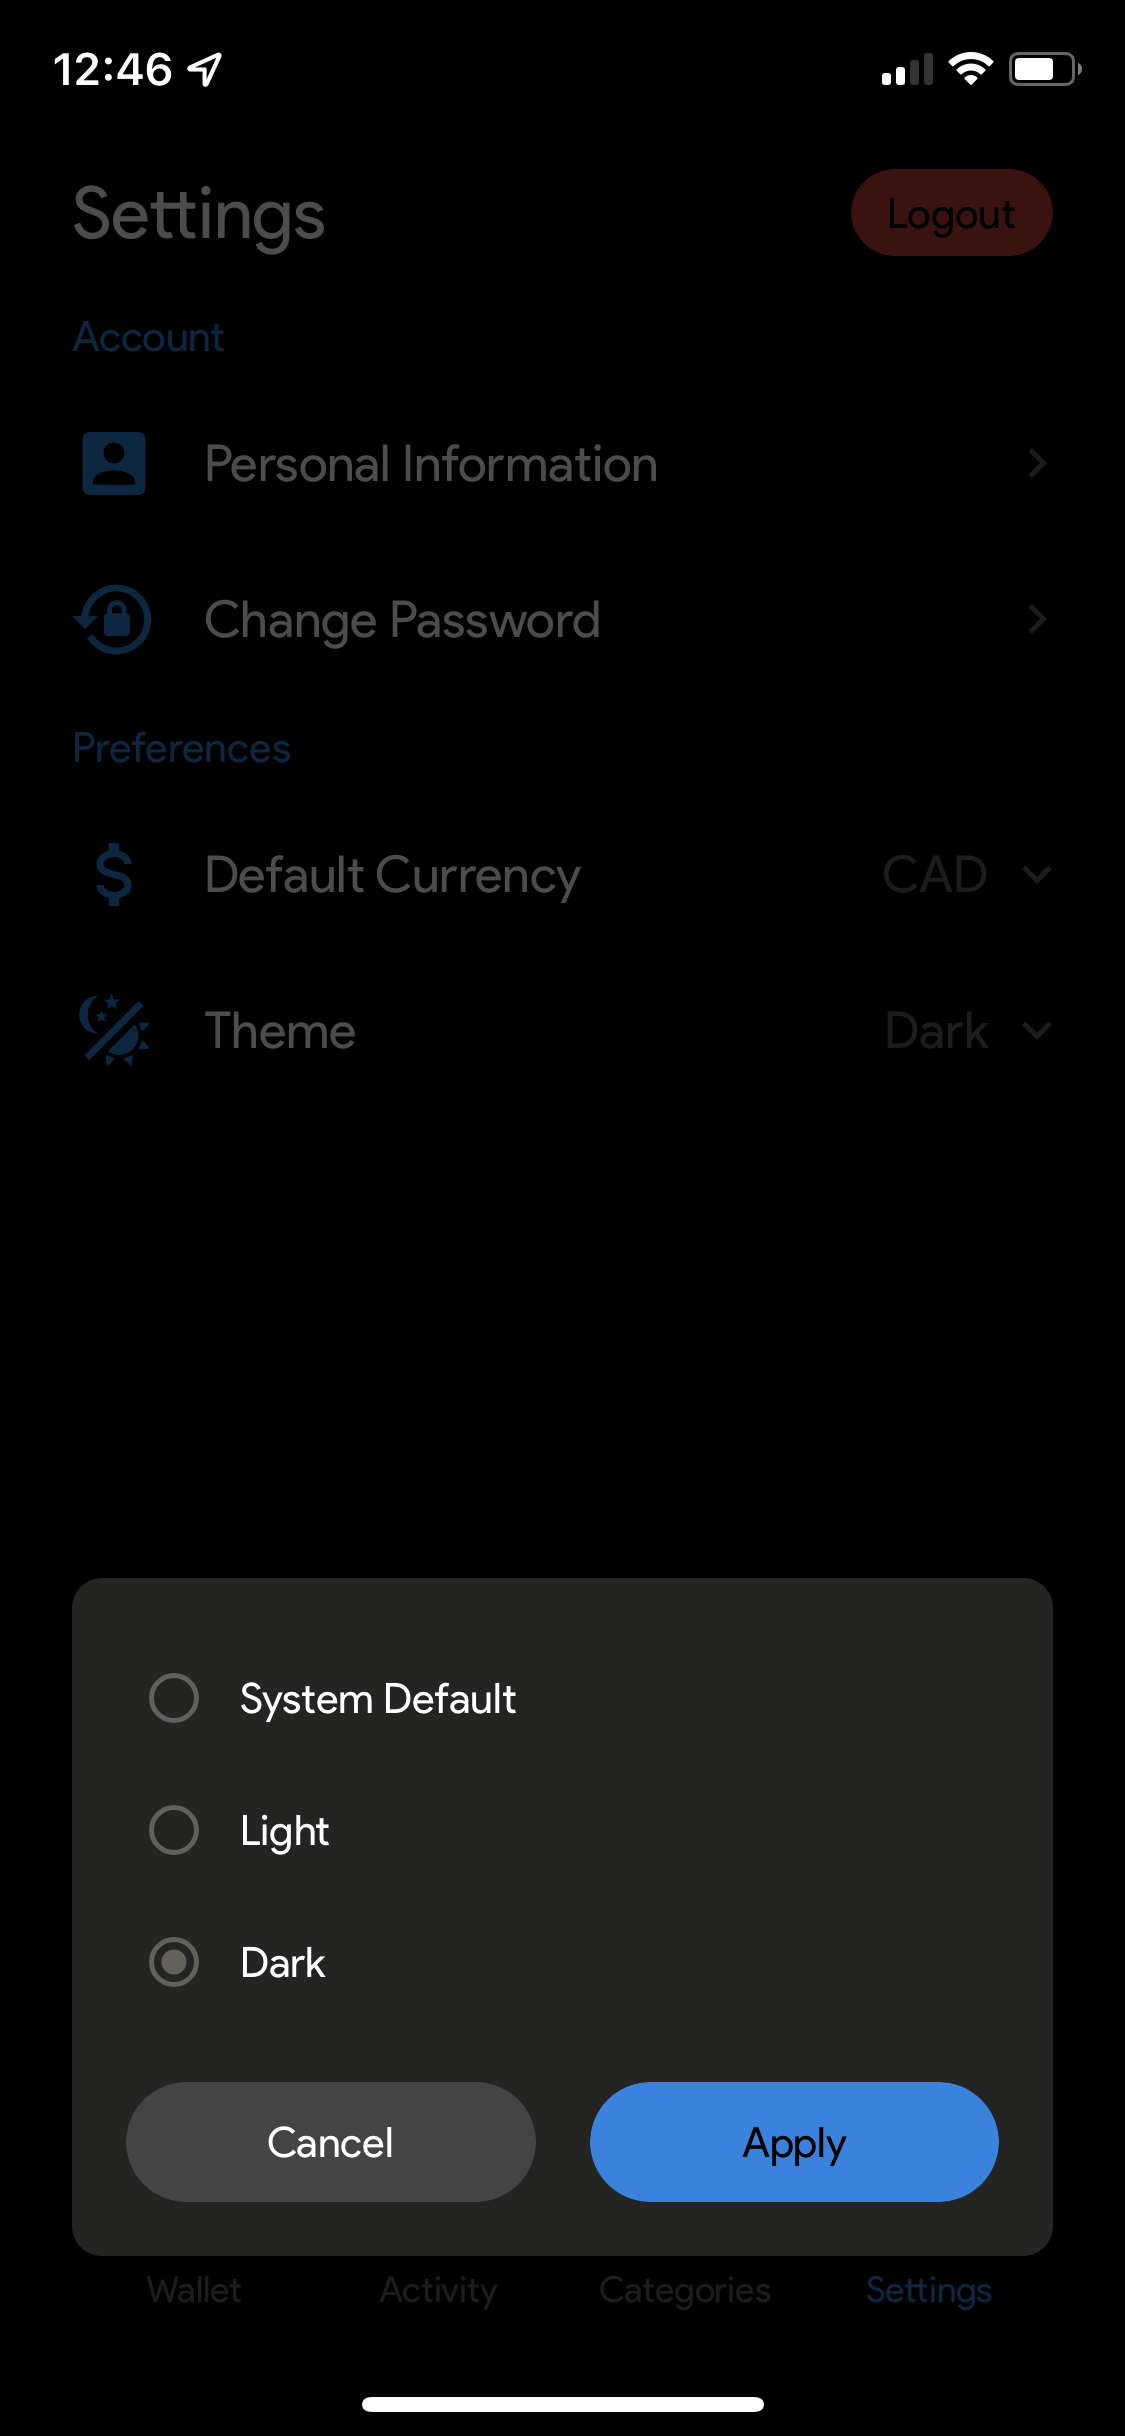 12:46
Settings
Logout
Account
Personal Information
Change Password
Preferences
Default Currency CAD
Theme Dark
System Default
Light
Dark
Cancel Apply
Wallet Activity Categories Settings